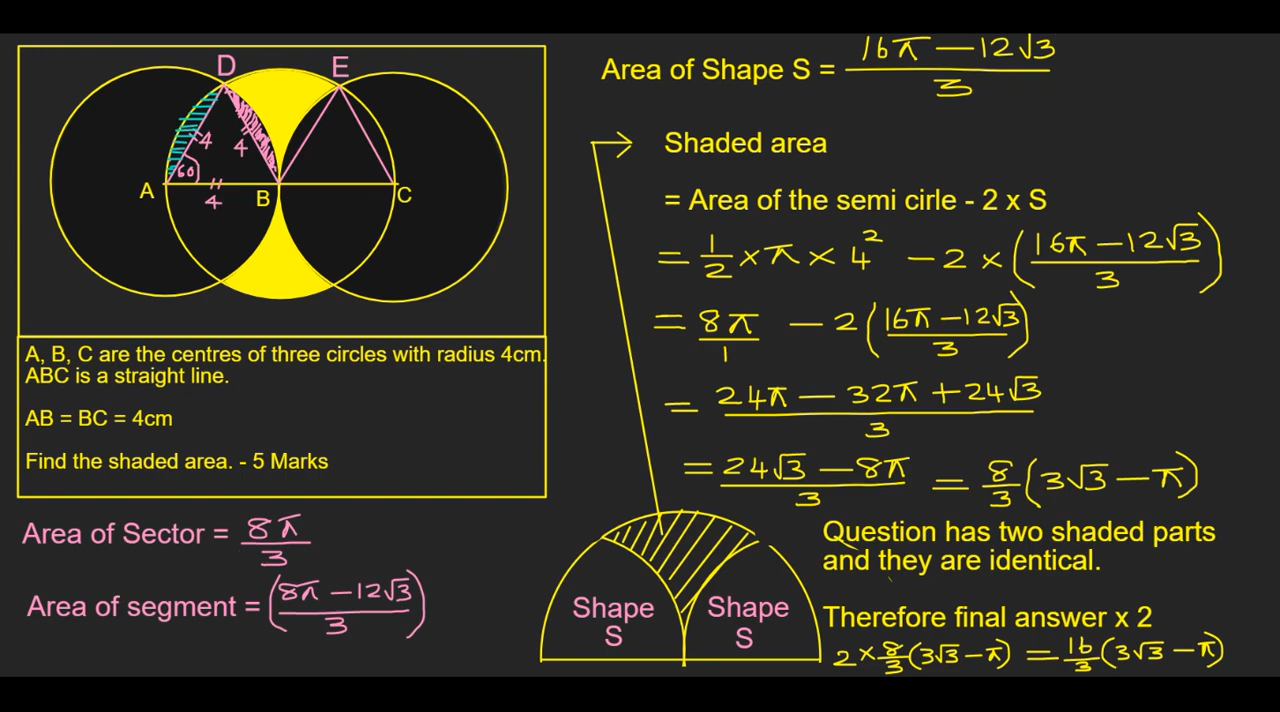 D E
A B C
4 4
60
4
A, B, C are the centres of three circles with radius 4cm.
ABC is a straight line.
AB = BC = 4cm
Find the shaded area. - 5 Marks
Area of Sector = 8π/3
Area of segment = (8π - 12√3 / 3)
Area of Shape S = 16π - 12√3 / 3
Shaded area
= Area of the semi cirle - 2 x S
= 1/2 × π × 4² - 2 × (16π - 12√3 / 3)
= 8π/1 - 2 (16π - 12√3 / 3)
= 24π - 32π + 24√3 / 3
= 24√3 - 8π / 3 = 8/3 (3√3 - π)
Shape S
Shape S
Question has two shaded parts
and they are identical.
Therefore final answer x 2
2 × 8/3 (3√3 - π) = 16/3 (3√3 - π)